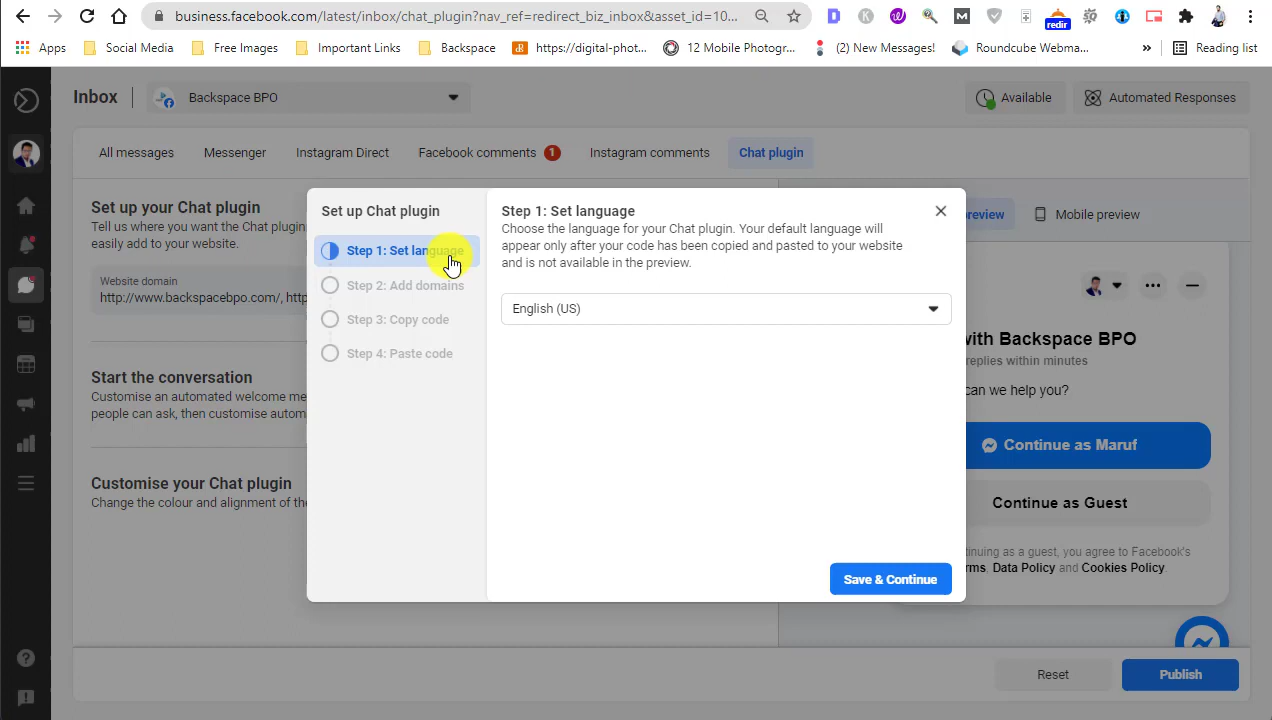 business.facebook.com/latest/inbox/chat_plugin?nav_ref=redirect_biz_inbox&asset_id=10...
redir
Apps
Social Media
Free Images
Important Links
Backspace
https://digital-phot...
12 Mobile Photogr...
(2) New Messages!
Roundcube Webma...
»
Reading list
Inbox
Backspace BPO
Available
Automated Responses
All messages
Messenger
Instagram Direct
Facebook comments 1
Instagram comments
Chat plugin
Set up your Chat plugin
Tell us where you want the Chat plugin
easily add to your website.
Website domain
http://www.backspacebpo.com/, http
Start the conversation
Customise an automated welcome me
people can ask, then customise autom
Customise your Chat plugin
Change the colour and alignment of the
Set up Chat plugin
Step 1: Set language
Step 2: Add domains
Step 3: Copy code
Step 4: Paste code
Step 1: Set language
Choose the language for your Chat plugin. Your default language will
appear only after your code has been copied and pasted to your website
and is not available in the preview.
English (US)
Save & Continue
preview
Mobile preview
with Backspace BPO
replies within minutes
can we help you?
Continue as Maruf
Continue as Guest
tinuing as a guest, you agree to Facebook's
rms, Data Policy and Cookies Policy.
Reset
Publish